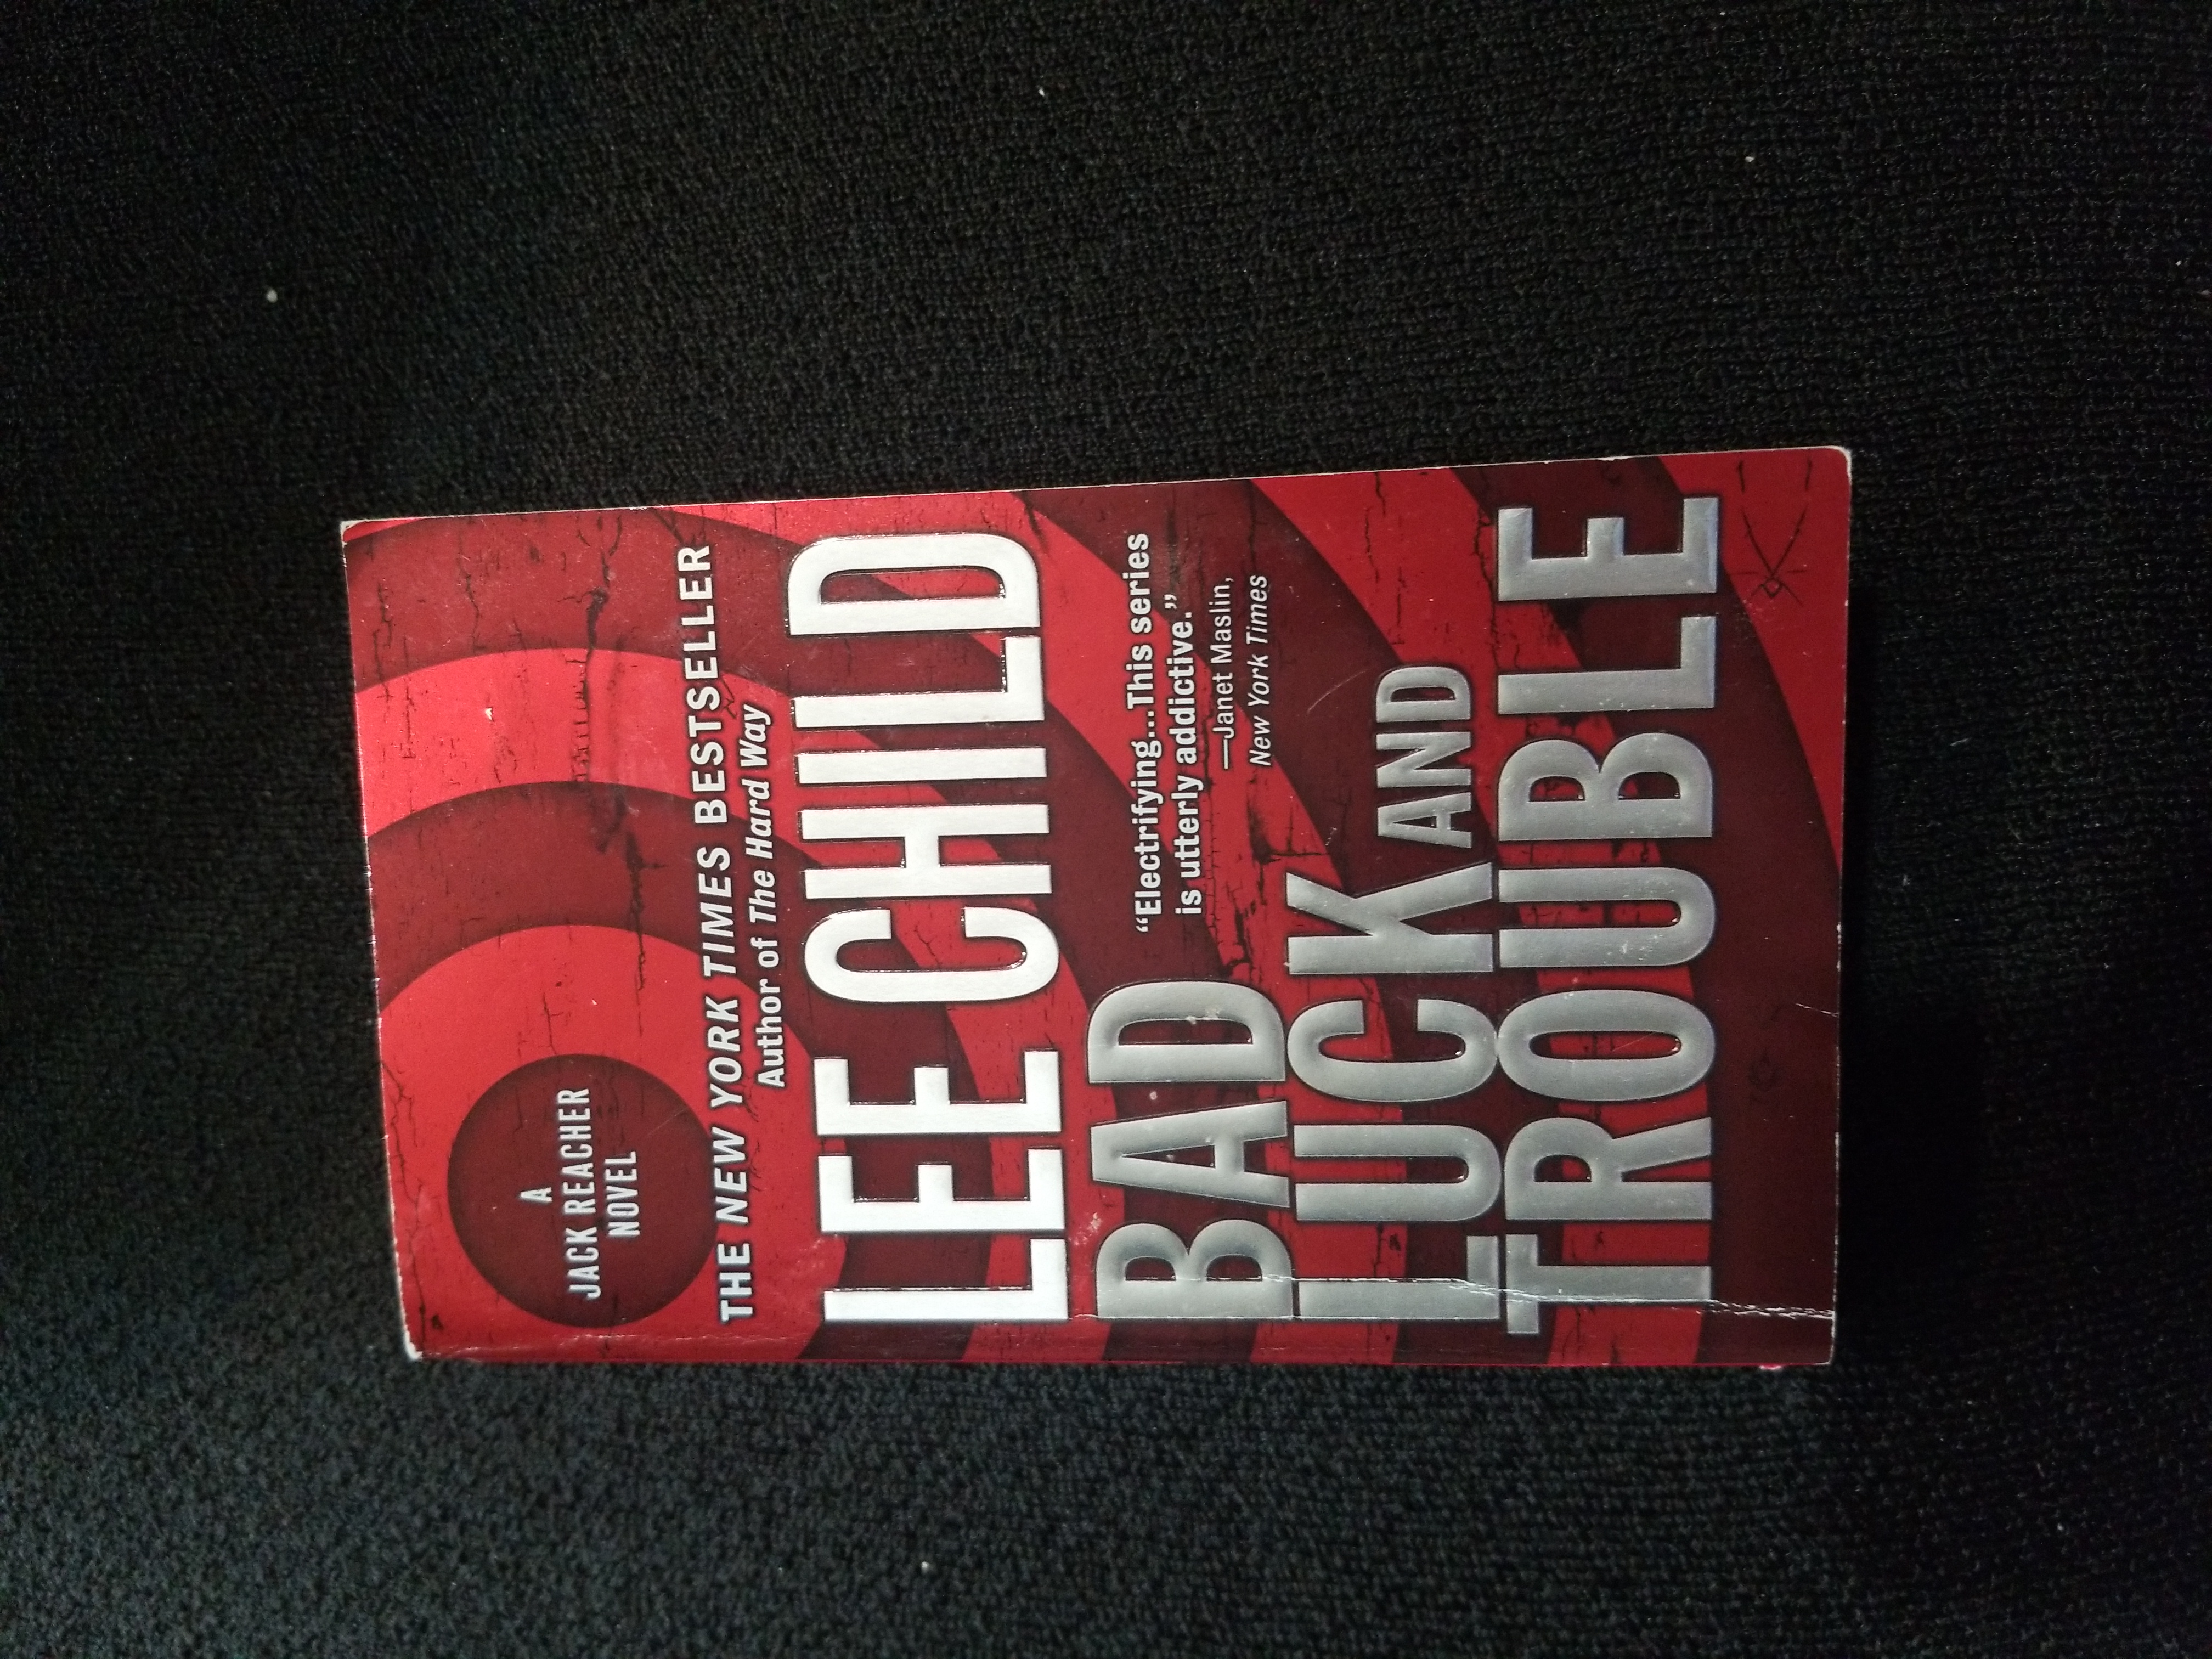 A
JACK REACHER
NOVEL
THE NEW YORK TIMES BESTSELLER
Author of The Hard Way
LEE CHILD
“Electrifying...This series
is utterly addictive.”
—Janet Maslin,
New York Times
BAD
LUCK AND
TROUBLE